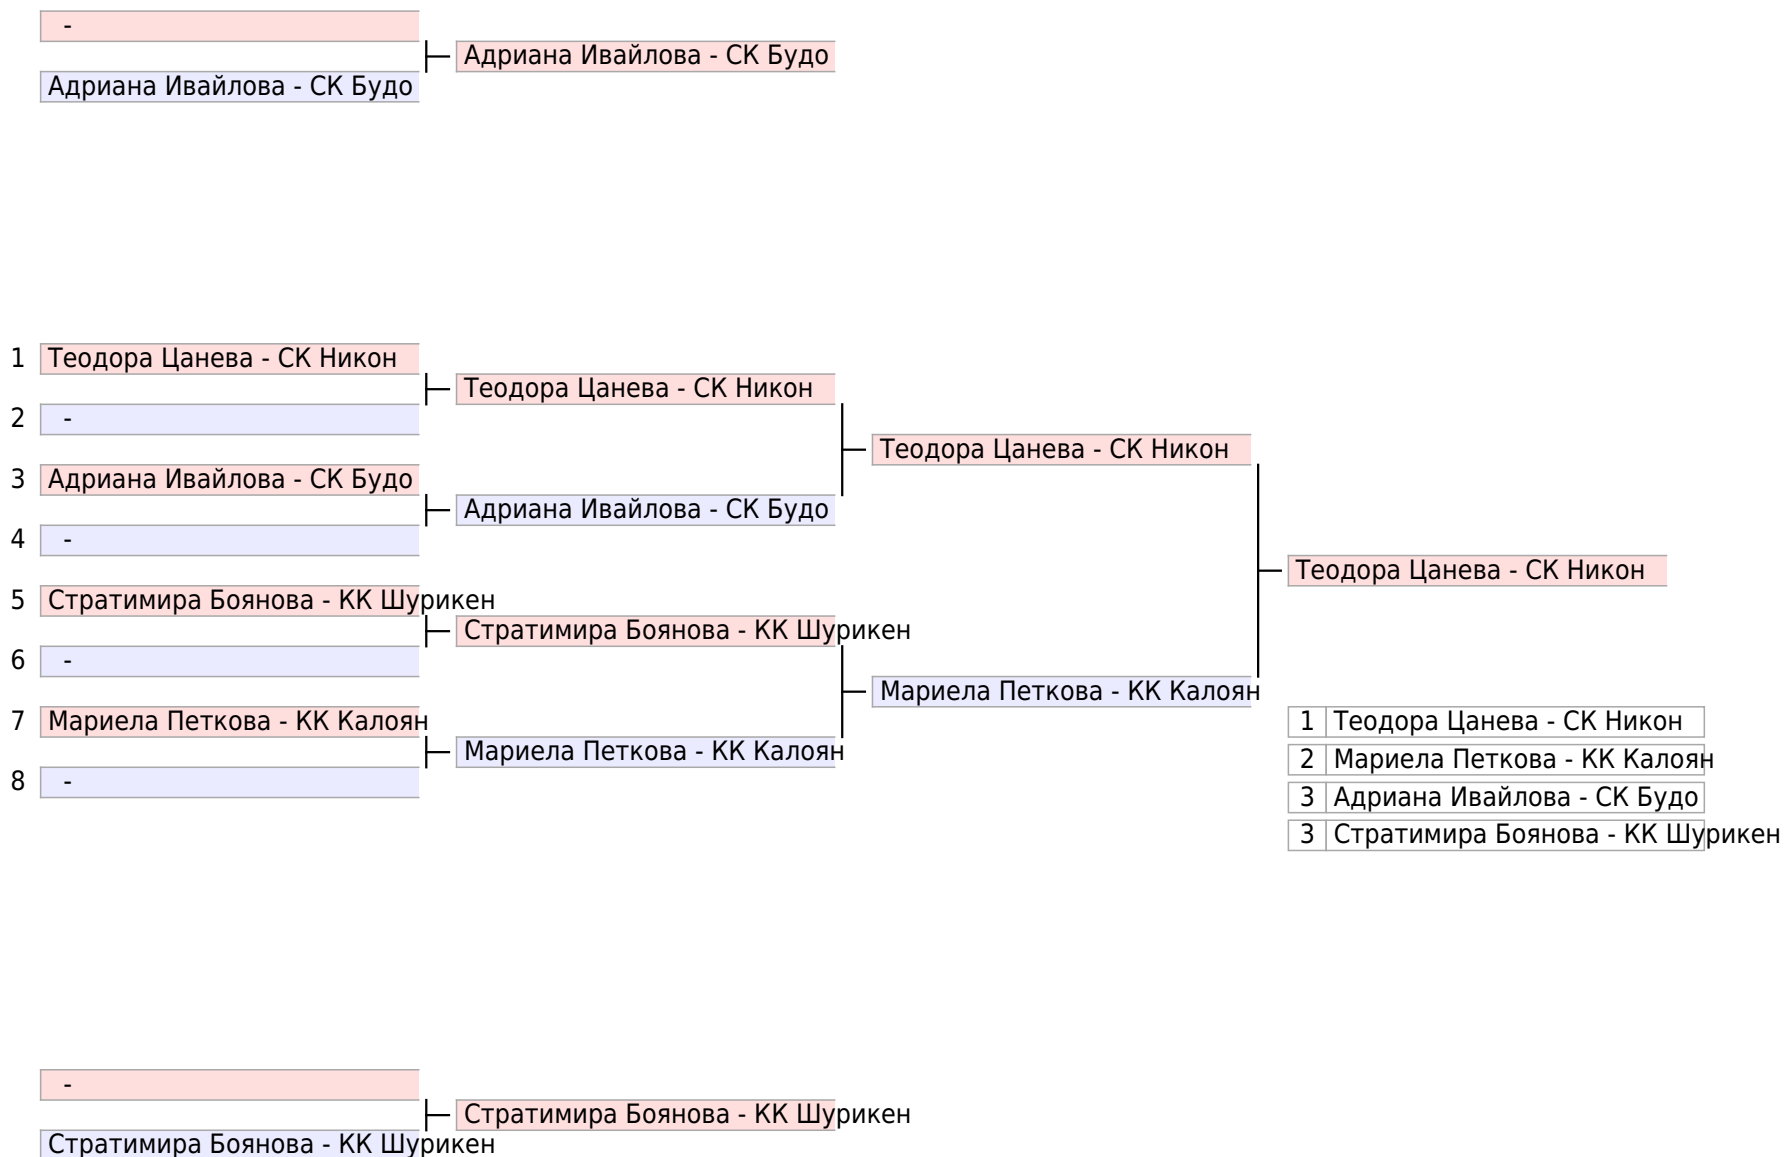 -
Адриана Ивайлова - СК Будо
Адриана Ивайлова - СК Будо
1 Теодора Цанева - СК Никон
Теодора Цанева - СК Никон
2 -
Теодора Цанева - СК Никон
3 Адриана Ивайлова - СК Будо
Адриана Ивайлова - СК Будо
4 -
Теодора Цанева - СК Никон
5 Стратимира Боянова - КК Шурикен
Стратимира Боянова - КК Шурикен
6 -
Мариела Петкова - КК Калоян
7 Мариела Петкова - КК Калоян
Мариела Петкова - КК Калоян
8 -
1 Теодора Цанева - СК Никон
2 Мариела Петкова - КК Калоян
3 Адриана Ивайлова - СК Будо
3 Стратимира Боянова - КК Шурикен
-
Стратимира Боянова - КК Шурикен
Стратимира Боянова - КК Шурикен